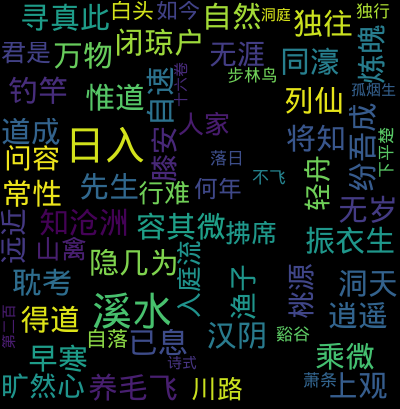 寻真此
白头
如今
自然
洞庭
独往
独行
君是
万物
闭琼户
无涯
同濠
炼魄
步林鸟
钓竿
惟道
自速
十六卷
列仙
孤烟生
道成
日入
滕安
人家
将知
纷吾成
下平楚
问容
落日
常性
先生
行难
何年
不飞
轻舟
无岁
远近
知沧洲
容其微
拂席
振衣生
山禽
隐几为
入庭流
耽考
渔子
桃源
洞天
第二百
得道
溪水
自落
已息
汉阴
谿谷
逍遥
早寒
诗式
乘微
旷然心
养毛飞
川路
萧条
上观